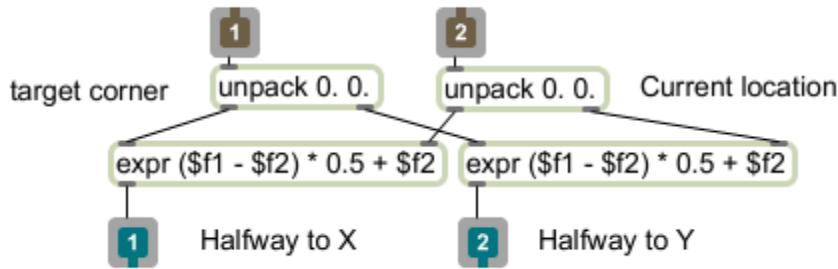 1
2
target corner
unpack 0. 0.
unpack 0. 0.
Current location
expr ($f1 - $f2) * 0.5 + $f2
expr ($f1 - $f2) * 0.5 + $f2
1
Halfway to X
2
Halfway to Y